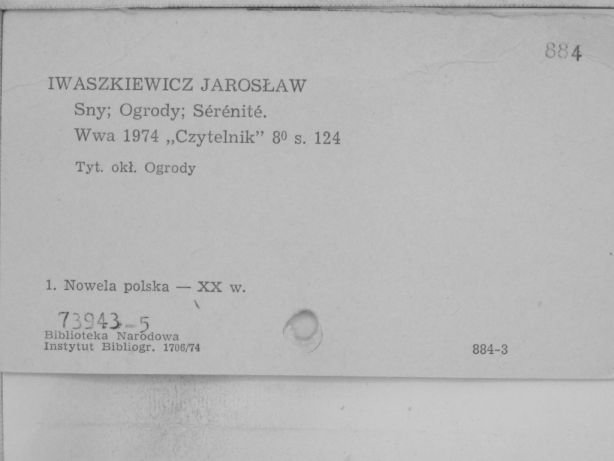 884
IWASZKIEWICZ JAROSŁAW
Sny; Ogrody; Sérénité.
Wwa 1974 „Czytelnik” 8⁰ s. 124
Tyt. okł. Ogrody
1. Nowela polska — XX w.
73943-5
Biblioteka Narodowa
Instytut Bibliogr. 1706/74
884-3